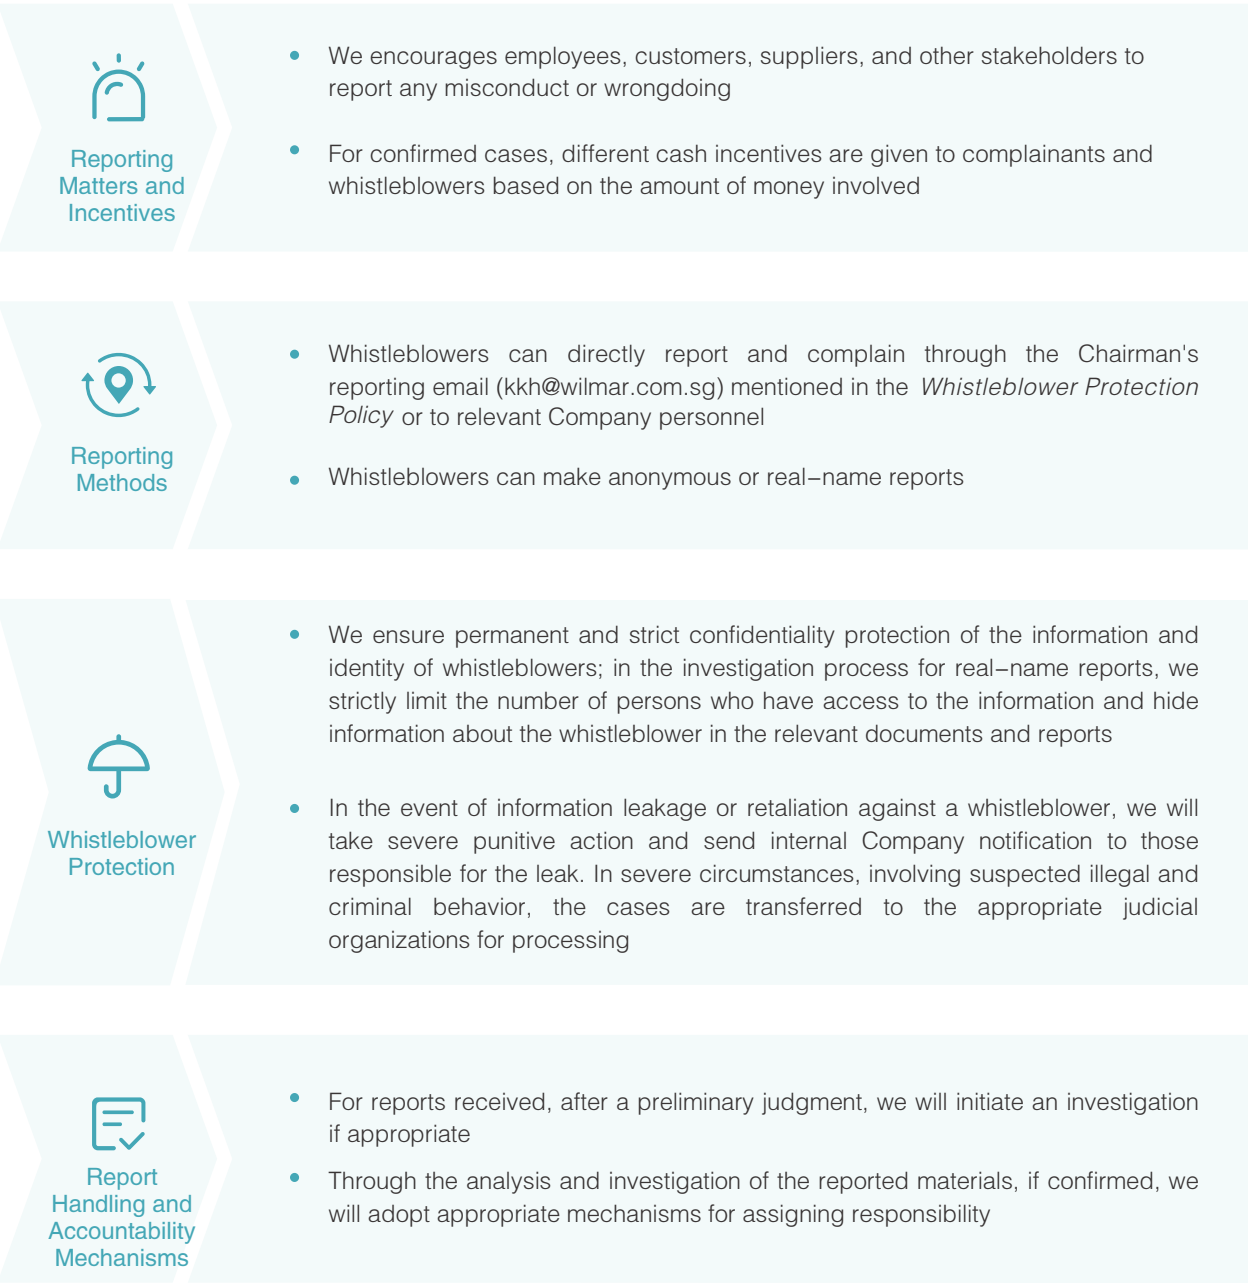 Reporting
Matters and
Incentives
We encourages employees, customers, suppliers, and other stakeholders to
report any misconduct or wrongdoing
For confirmed cases, different cash incentives are given to complainants and
whistleblowers based on the amount of money involved
Reporting
Methods
Whistleblowers can directly report and complain through the Chairman's
reporting email (kkh@wilmar.com.sg) mentioned in the Whistleblower Protection
Policy or to relevant Company personnel
Whistleblowers can make anonymous or real–name reports
Whistleblower
Protection
We ensure permanent and strict confidentiality protection of the information and
identity of whistleblowers; in the investigation process for real–name reports, we
strictly limit the number of persons who have access to the information and hide
information about the whistleblower in the relevant documents and reports
In the event of information leakage or retaliation against a whistleblower, we will
take severe punitive action and send internal Company notification to those
responsible for the leak. In severe circumstances, involving suspected illegal and
criminal behavior, the cases are transferred to the appropriate judicial
organizations for processing
Report
Handling and
Accountability
Mechanisms
For reports received, after a preliminary judgment, we will initiate an investigation
if appropriate
Through the analysis and investigation of the reported materials, if confirmed, we
will adopt appropriate mechanisms for assigning responsibility